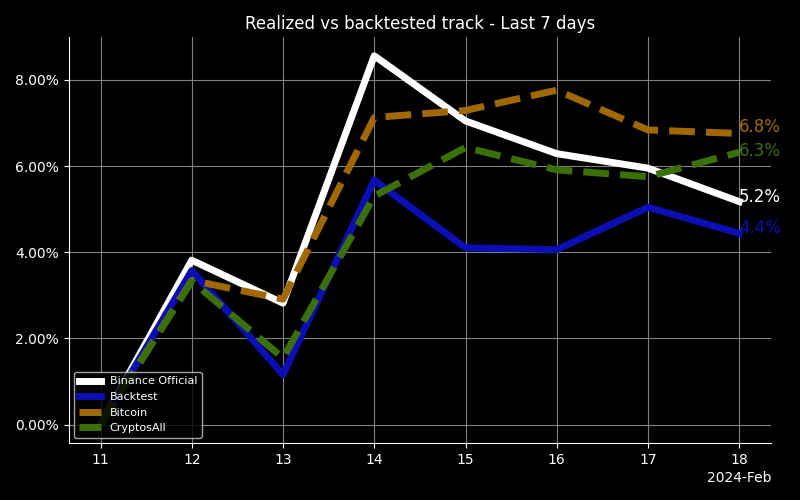 Realized vs backtested track - Last 7 days
8.00%
6.00%
4.00%
2.00%
0.00%
6.8%
6.3%
5.2%
4.4%
Binance Official
Backtest
Bitcoin
CryptosAll
11 12 13 14 15 16 17 18
2024-Feb